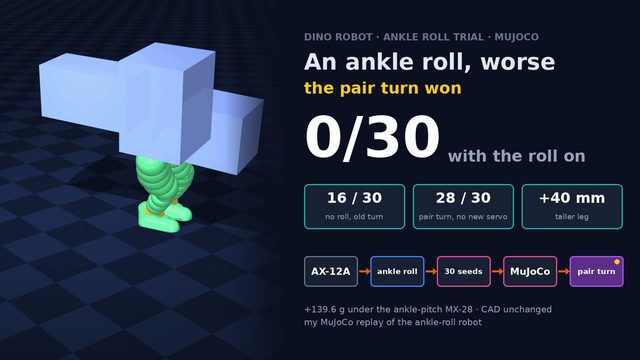 DINO ROBOT · ANKLE ROLL TRIAL · MUJOCO
An ankle roll, worse
the pair turn won
0/30 with the roll on
16 / 30
no roll, old turn
28 / 30
pair turn, no new servo
+40 mm
taller leg
AX-12A
ankle roll
30 seeds
MuJoCo
pair turn
+139.6 g under the ankle-pitch MX-28 · CAD unchanged
my MuJoCo replay of the ankle-roll robot